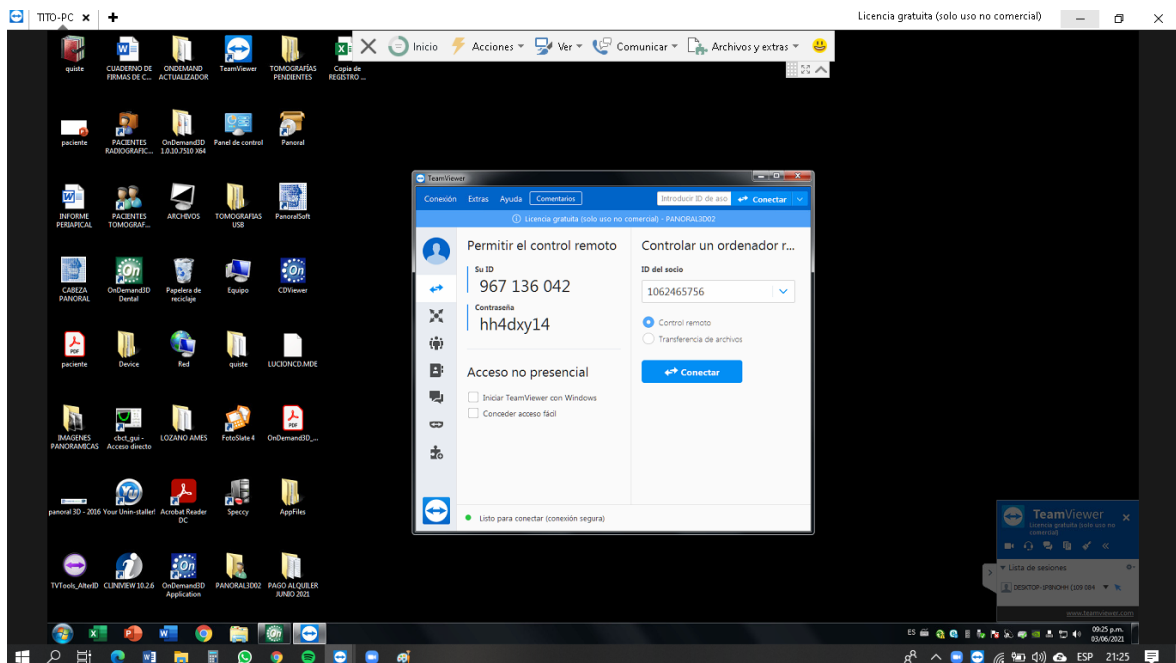 TITO-PC
Licencia gratuita (solo uso no comercial)
Inicio
Acciones
Ver
Comunicar
Archivos y extras
quiste
CUADERNO DE
FIRMAS DE C...
ONDEMAND
ACTUALIZADOR
TeamViewer
TOMOGRAFÍAS
PENDIENTES
Copia de
REGISTRO ...
paciente
PACIENTES
RADIOGRAFIC...
OnDemand3D
1.0.10.7510 X64
Panel de control
Panoral
INFORME
PERIAPICAL
PACIENTES
TOMOGRAF...
ARCHIVOS
TOMOGRAFIAS
USB
PanoralSoft
CABEZA
PANORAL
OnDemand3D
Dental
Papelera de
reciclaje
Equipo
CDViewer
paciente
Device
Red
quiste
LUCIONCD.MDE
IMAGENES
PANORAMICAS
cbct_gui -
Acceso directo
LOZANO AMES
FotoSlate 4
OnDemand3D_...
panoral 3D - 2016
Your Unin-staller!
Acrobat Reader
DC
Speccy
AppFiles
TVTools_AlterID
CLINIVIEW 10.2.6
OnDemand3D
Application
PANORAL3D02
PAGO ALQUILER
JUNIO 2021
TeamViewer
Conexión
Extras
Ayuda
Comentarios
Introducir ID de aso
Conectar
Licencia gratuita (solo uso no comercial) - PANORAL3D02
Permitir el control remoto
Su ID
967 136 042
Contraseña
hh4dxy14
Acceso no presencial
Iniciar TeamViewer con Windows
Conceder acceso fácil
Controlar un ordenador r...
ID del socio
1062465756
Control remoto
Transferencia de archivos
Conectar
Listo para conectar (conexión segura)
TeamViewer
Licencia gratuita (solo uso no
comercial)
Lista de sesiones
www.teamviewer.com
ES
09:25 p.m.
03/06/2021
ESP
21:25